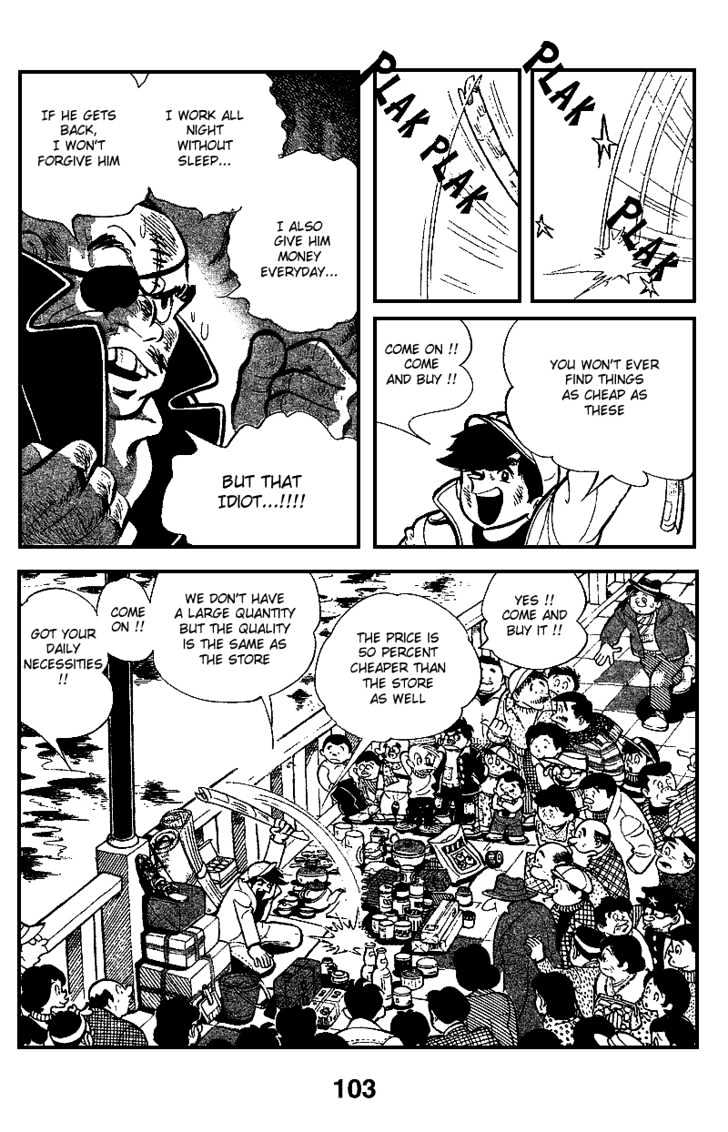 IF HE GETS
BACK,
I WON'T
FORGIVE HIM
I WORK ALL
NIGHT
WITHOUT
SLEEP...
I ALSO
GIVE HIM
MONEY
EVERYDAY...
BUT THAT
IDIOT...!!!!
PLAK PLAK
PLAK
PLAK
COME ON !!
COME
AND BUY !!
YOU WON'T EVER
FIND THINGS
AS CHEAP AS
THESE
GOT YOUR
DAILY
NECESSITIES
!!
COME
ON !!
WE DON'T HAVE
A LARGE QUANTITY
BUT THE QUALITY
IS THE SAME AS
THE STORE
THE PRICE IS
50 PERCENT
CHEAPER THAN
THE STORE
AS WELL
YES !!
COME AND
BUY IT !!
103